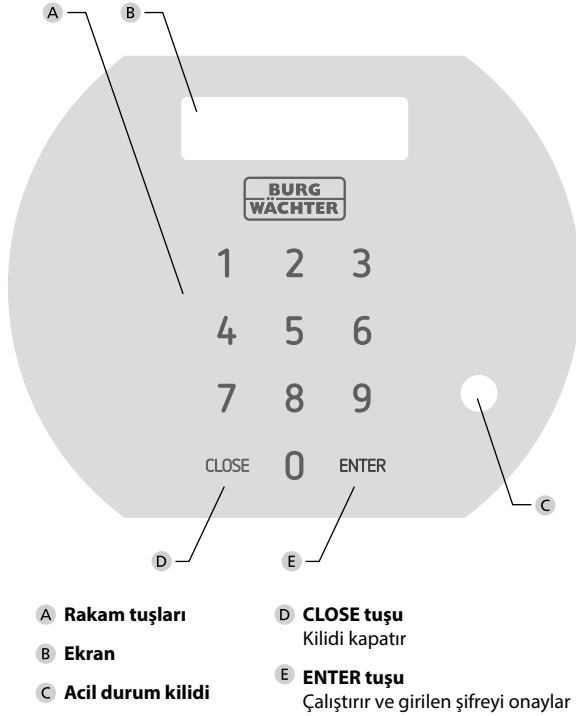 A B
BURG
WÄCHTER
1 2 3
4 5 6
7 8 9
CLOSE 0 ENTER
C
D E
A Rakam tuşları
B Ekran
C Acil durum kilidi
D CLOSE tuşu
Kilidi kapatır
E ENTER tuşu
Çalıştırır ve girilen şifreyi onaylar